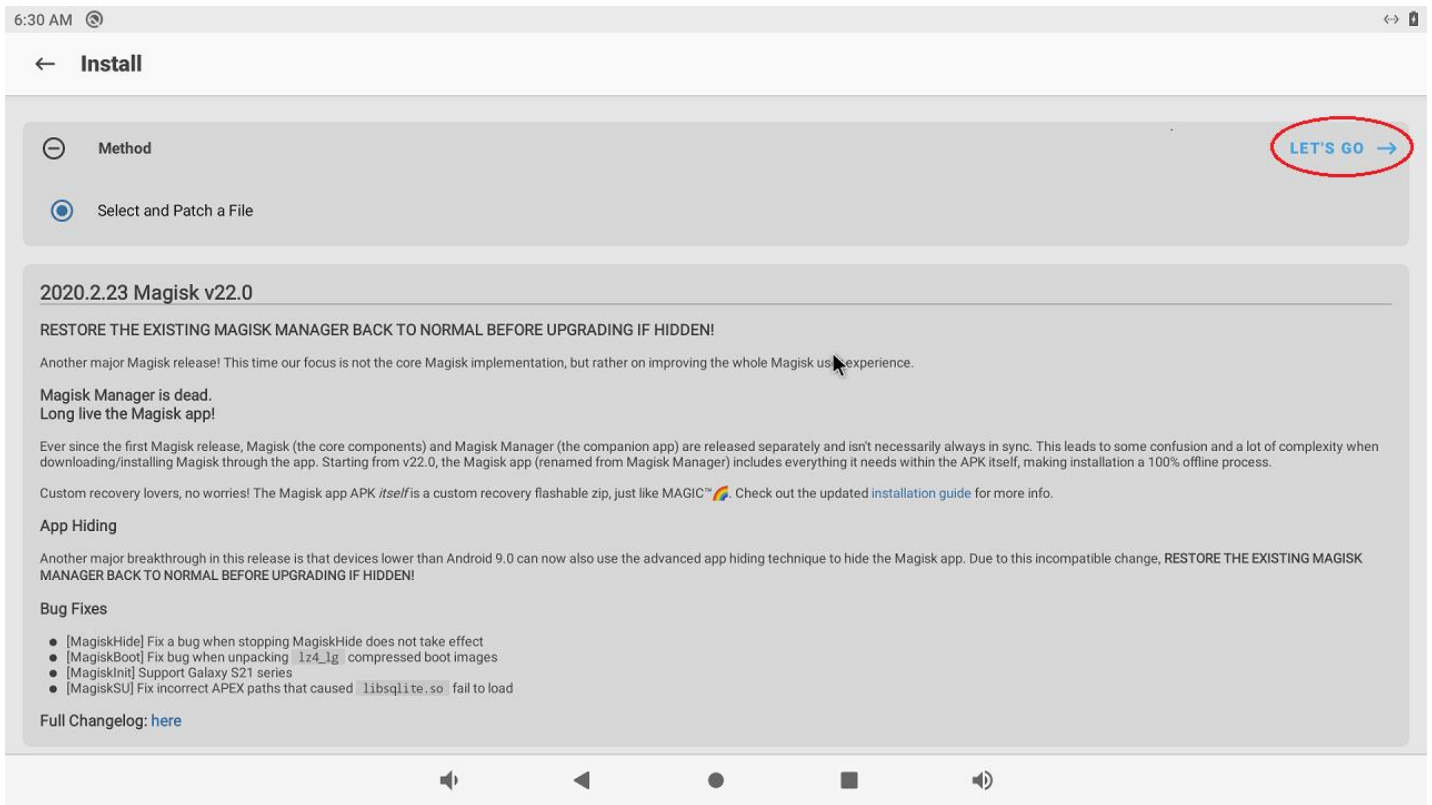 6:30 AM
Install
Method
LET'S GO →
Select and Patch a File
2020.2.23 Magisk v22.0
RESTORE THE EXISTING MAGISK MANAGER BACK TO NORMAL BEFORE UPGRADING IF HIDDEN!
Another major Magisk release! This time our focus is not the core Magisk implementation, but rather on improving the whole Magisk experience.
Magisk Manager is dead.
Long live the Magisk app!
Ever since the first Magisk release, Magisk (the core components) and Magisk Manager (the companion app) are released separately and isn't necessarily always in sync. This leads to some confusion and a lot of complexity when
downloading/installing Magisk through the app. Starting from v22.0, the Magisk app (renamed from Magisk Manager) includes everything it needs within the APK itself, making installation a 100% offline process.
Custom recovery lovers, no worries! The Magisk app APK itself is a custom recovery flashable zip, just like MAGIC™🌈. Check out the updated installation guide for more info.
App Hiding
Another major breakthrough in this release is that devices lower than Android 9.0 can now also use the advanced app hiding technique to hide the Magisk app. Due to this incompatible change, RESTORE THE EXISTING MAGISK
MANAGER BACK TO NORMAL BEFORE UPGRADING IF HIDDEN!
Bug Fixes
● [MagiskHide] Fix a bug when stopping MagiskHide does not take effect
● [MagiskBoot] Fix bug when unpacking lz4_lg compressed boot images
● [MagiskInit] Support Galaxy S21 series
● [MagiskSU] Fix incorrect APEX paths that caused libsqlite.so fail to load
Full Changelog: here